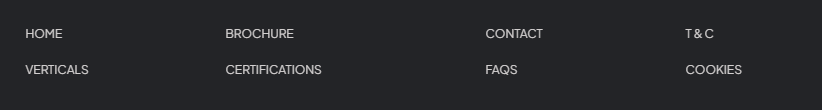 HOME BROCHURE CONTACT T & C
VERTICALS CERTIFICATIONS FAQS COOKIES